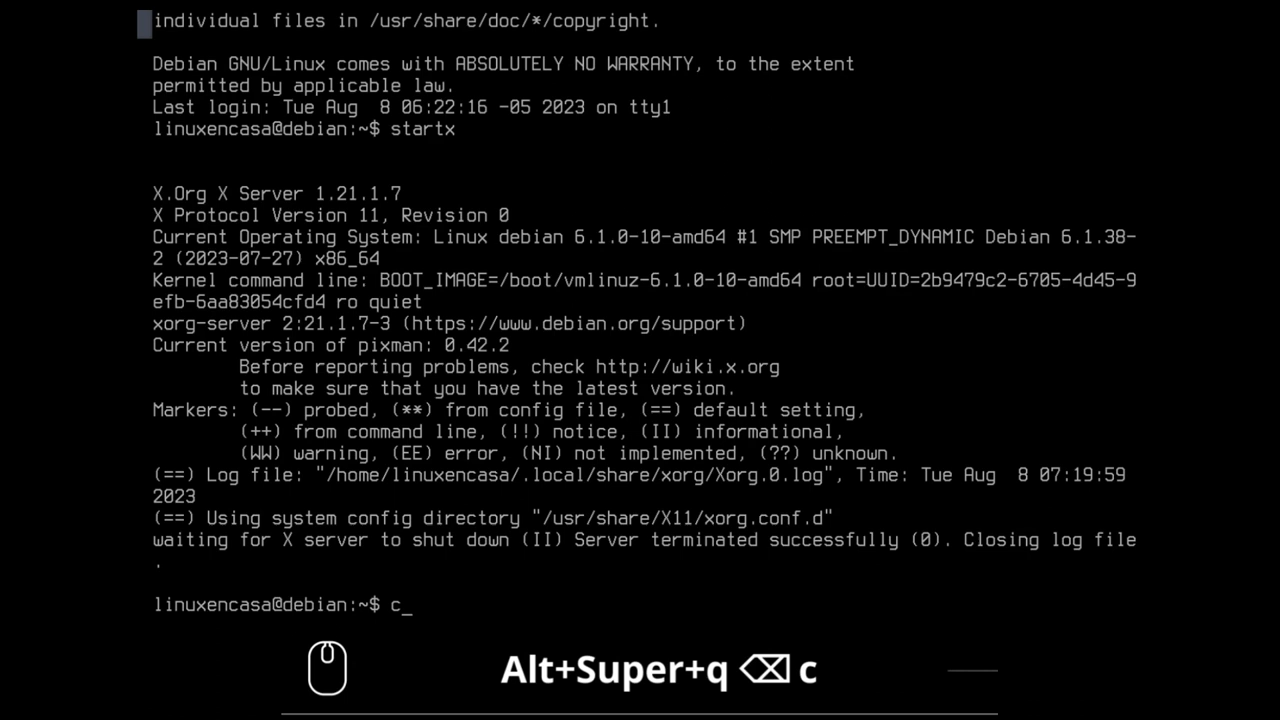 individual files in /usr/share/doc/*/copyright.
Debian GNU/Linux comes with ABSOLUTELY NO WARRANTY, to the extent
permitted by applicable law.
Last login: Tue Aug  8 06:22:16 -05 2023 on tty1
linuxencasa@debian:~$ startx
X.Org X Server 1.21.1.7
X Protocol Version 11, Revision 0
Current Operating System: Linux debian 6.1.0-10-amd64 #1 SMP PREEMPT_DYNAMIC Debian 6.1.38-
2 (2023-07-27) x86_64
Kernel command line: BOOT_IMAGE=/boot/vmlinuz-6.1.0-10-amd64 root=UUID=2b9479c2-6705-4d45-9
efb-6aa83054cfd4 ro quiet
xorg-server 2:21.1.7-3 (https://www.debian.org/support)
Current version of pixman: 0.42.2
        Before reporting problems, check http://wiki.x.org
        to make sure that you have the latest version.
Markers: (--) probed, (**) from config file, (==) default setting,
        (++) from command line, (!!) notice, (II) informational,
        (WW) warning, (EE) error, (NI) not implemented, (??) unknown.
(==) Log file: "/home/linuxencasa/.local/share/xorg/Xorg.0.log", Time: Tue Aug  8 07:19:59
2023
(==) Using system config directory "/usr/share/X11/xorg.conf.d"
waiting for X server to shut down (II) Server terminated successfully (0). Closing log file
.
linuxencasa@debian:~$ c_
Alt+Super+q ⌫ c